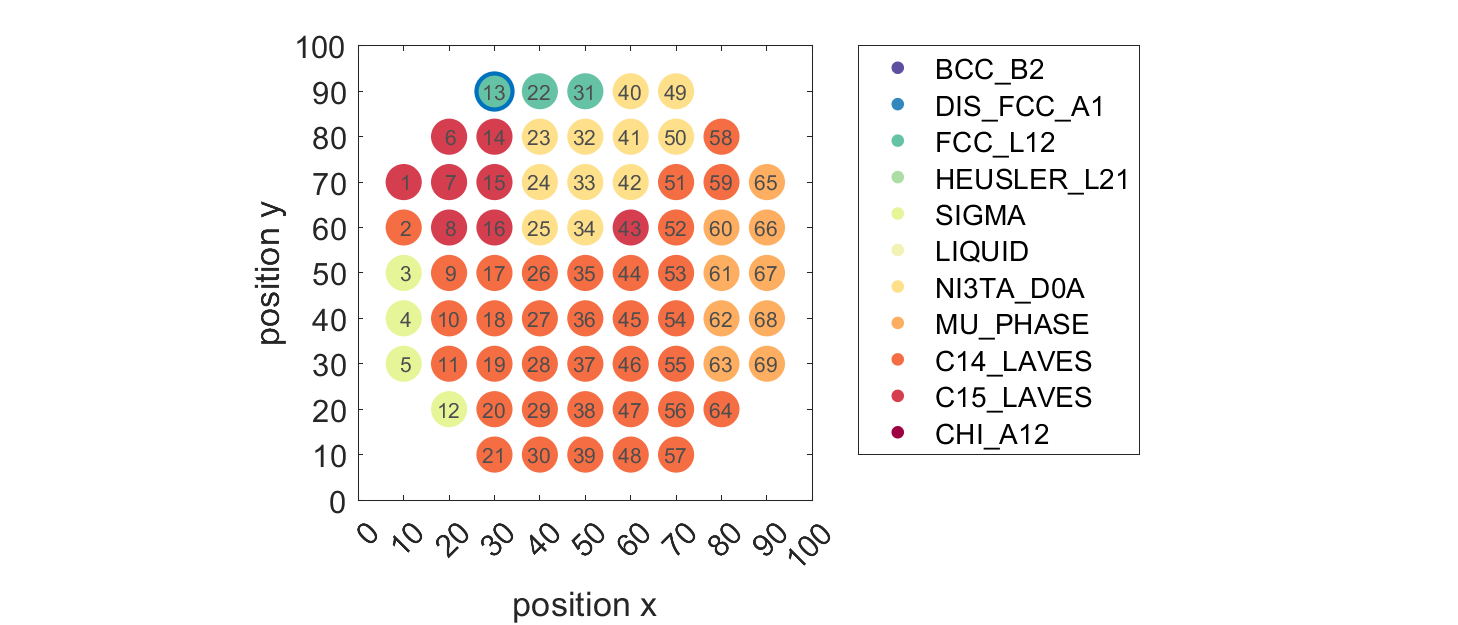 100
90
80
70
60
50
40
30
20
10
0
position y
13 22 31 40 49
6 14 23 32 41 50 58
1 7 15 24 33 42 51 59 65
2 8 16 25 34 43 52 60 66
3 9 17 26 35 44 53 61 67
4 10 18 27 36 45 54 62 68
5 11 19 28 37 46 55 63 69
12 20 29 38 47 56 64
21 30 39 48 57
0 10 20 30 40 50 60 70 80 90 100
position x
BCC_B2
DIS_FCC_A1
FCC_L12
HEUSLER_L21
SIGMA
LIQUID
NI3TA_D0A
MU_PHASE
C14_LAVES
C15_LAVES
CHI_A12